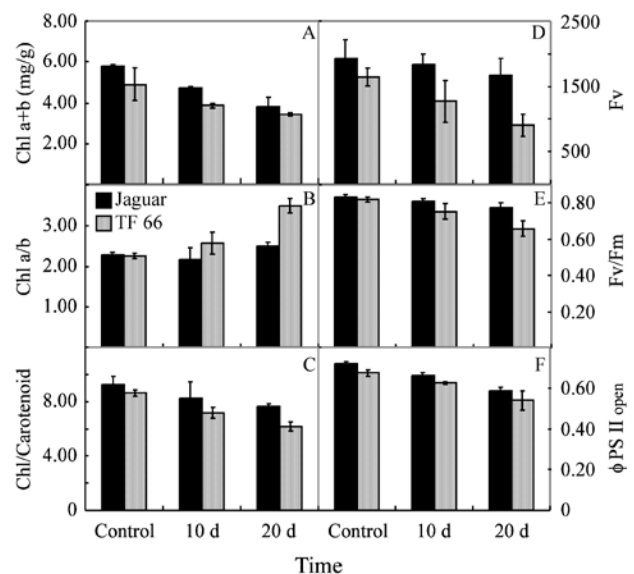 8.00
6.00
4.00
2.00
Chl a+b (mg/g)
A
D
2500
1500
500
Fv
Jaguar
TF 66
3.00
2.00
1.00
Chl a/b
B
E
0.80
0.60
0.40
0.20
Fv/Fm
8.00
4.00
0
Chl/Carotenoid
C
F
0.60
0.40
0.20
0
ϕPS II open
Control
10 d
20 d
Control
10 d
20 d
Time